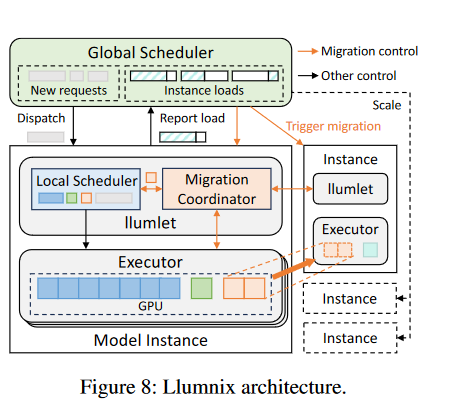 Global Scheduler
New requests
Instance loads
Migration control
Other control
Scale
Dispatch
Report load
Trigger migration
Local Scheduler
Migration
Coordinator
llumlet
Executor
GPU
Model Instance
Instance
llumlet
Executor
Instance
Instance
Figure 8: Llumnix architecture.